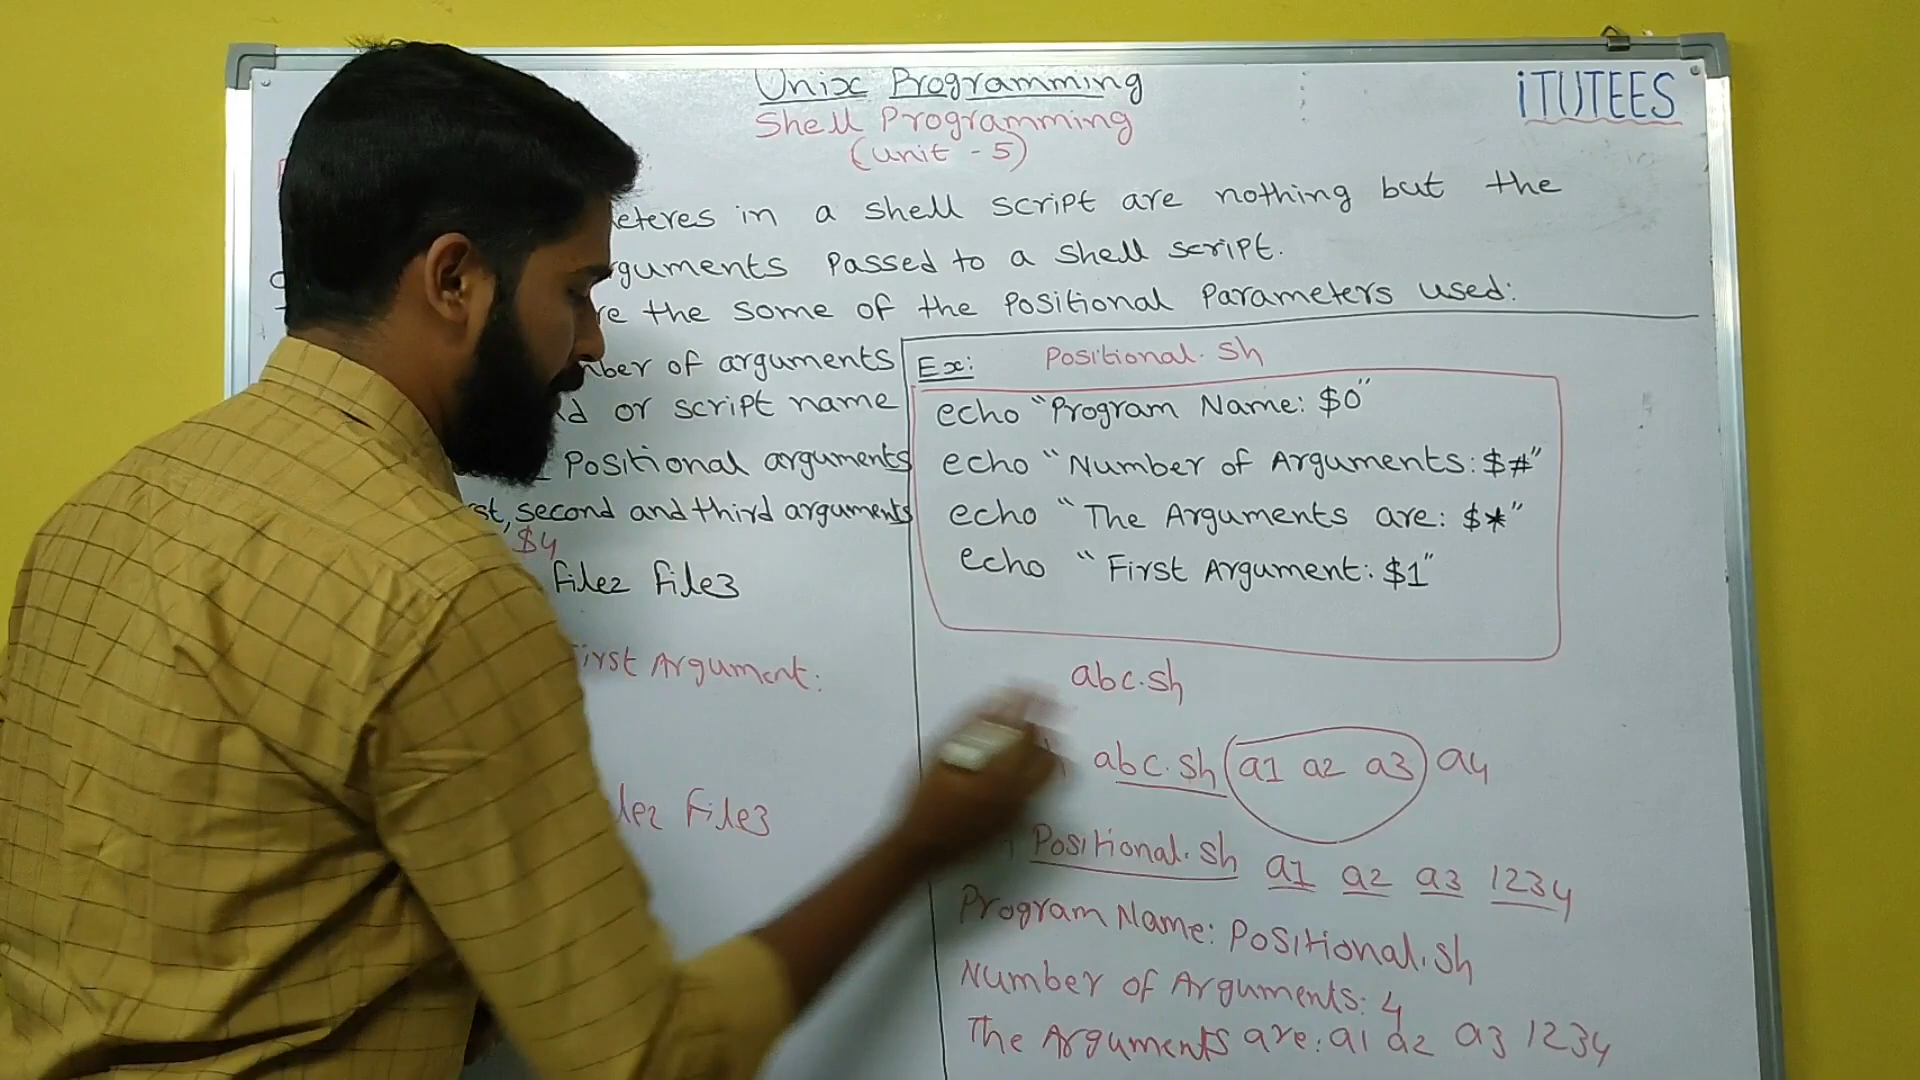 Unix Programming
iTUTEES
Shell Programming
(Unit - 5)
eteres in a shell script are nothing but the
guments passed to a shell script.
re the some of the Positional Parameters used:
ber of arguments
or script name
Positional arguments
st, second and third arguments
$4
File2 File3
irst Argument:
File3
Ex: Positional.sh
echo "Program Name: $0"
echo "Number of Arguments: $#"
echo "The Arguments are: $*"
echo "First Argument: $1"
abc.sh
abc.sh a1 a2 a3 a4
Positional.sh a1 a2 a3 1234
Program Name: Positional.sh
Number of Arguments: 4
The Arguments are: a1 a2 a3 1234